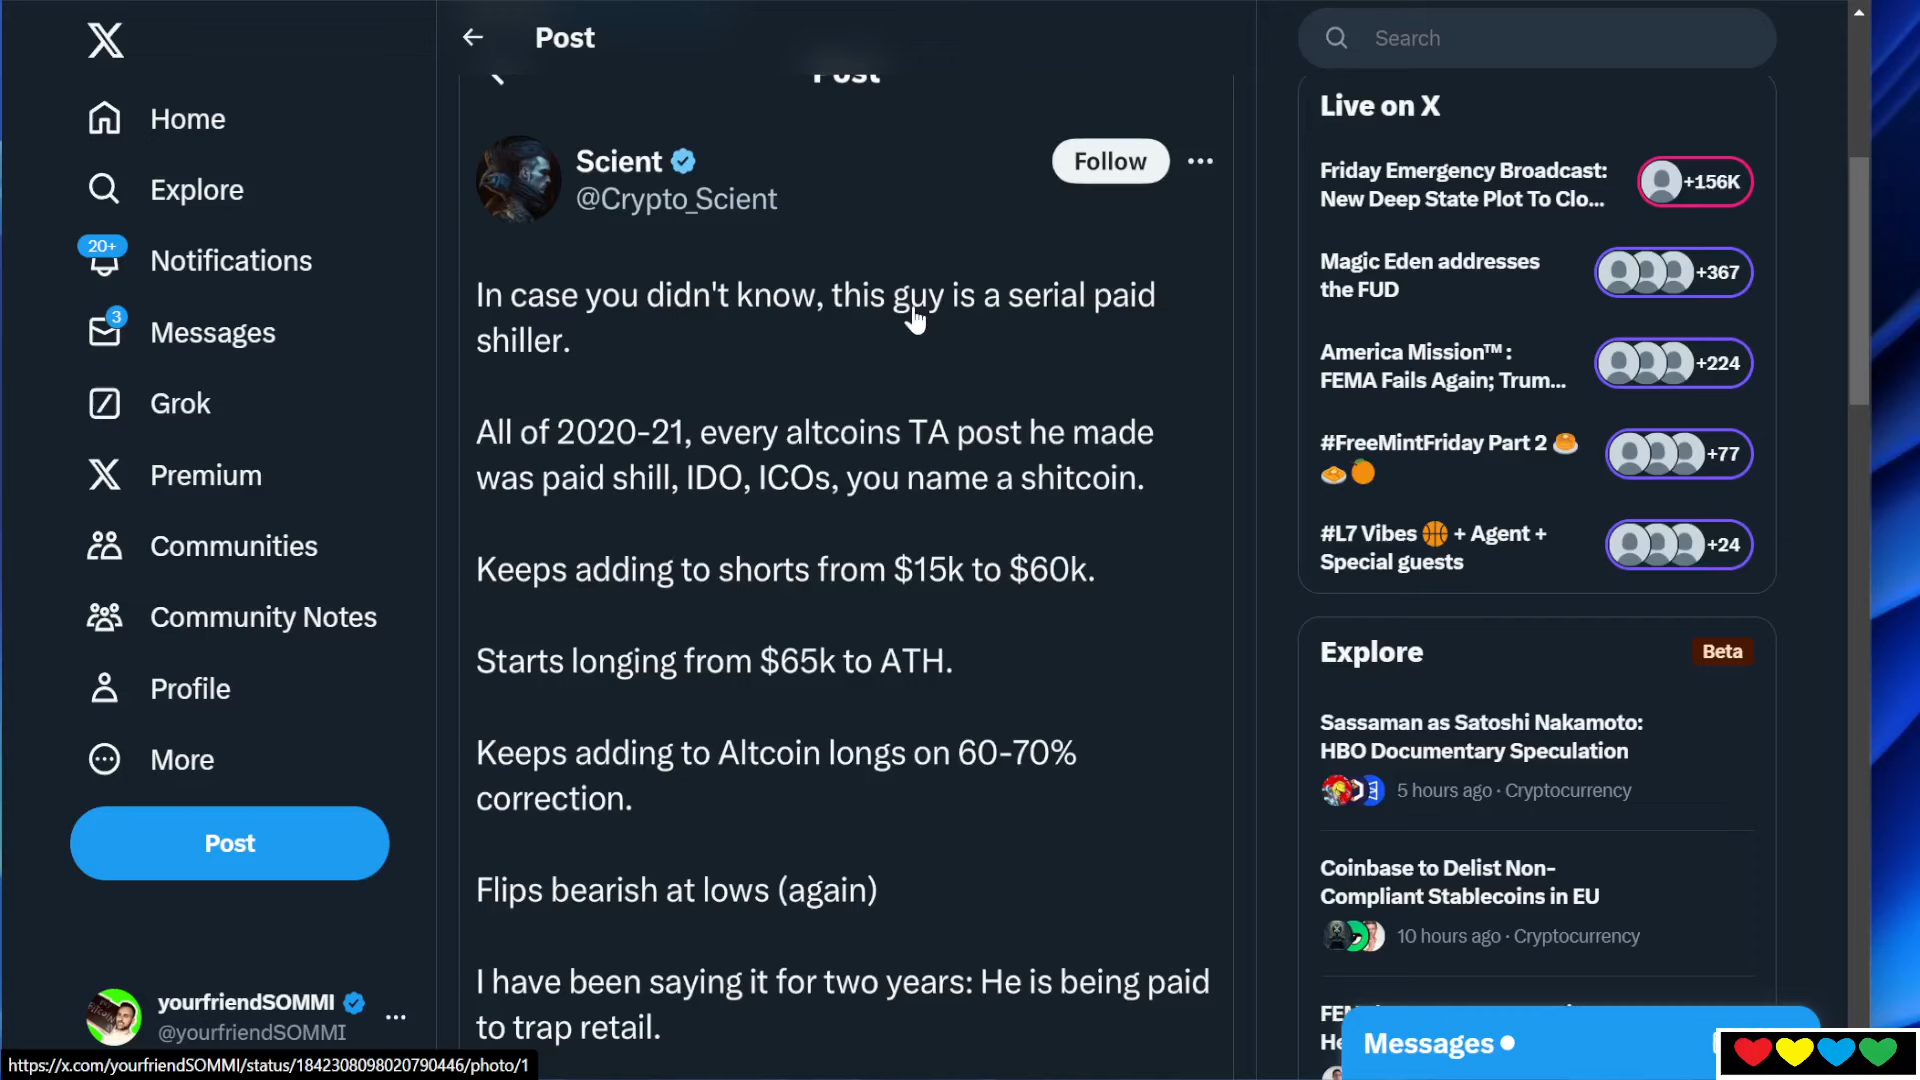 Home
Explore
20+
Notifications
3
Messages
Grok
Premium
Communities
Community Notes
Profile
More
Post
yourfriendSOMMI
@yourfriendSOMMI
https://x.com/yourfriendSOMMI/status/1842308098020790446/photo/1
Post
Post
Scient
@Crypto_Scient
Follow
In case you didn't know, this guy is a serial paid
shiller.
All of 2020-21, every altcoins TA post he made
was paid shill, IDO, ICOs, you name a shitcoin.
Keeps adding to shorts from $15k to $60k.
Starts longing from $65k to ATH.
Keeps adding to Altcoin longs on 60-70%
correction.
Flips bearish at lows (again)
I have been saying it for two years: He is being paid
to trap retail.
Search
Live on X
Friday Emergency Broadcast:
New Deep State Plot To Clo...
+156K
Magic Eden addresses
the FUD
+367
America Mission™ :
FEMA Fails Again; Trum...
+224
#FreeMintFriday Part 2
+77
#L7 Vibes 🏀 + Agent +
Special guests
+24
Explore
Beta
Sassaman as Satoshi Nakamoto:
HBO Documentary Speculation
5 hours ago · Cryptocurrency
Coinbase to Delist Non-
Compliant Stablecoins in EU
10 hours ago · Cryptocurrency
Messages